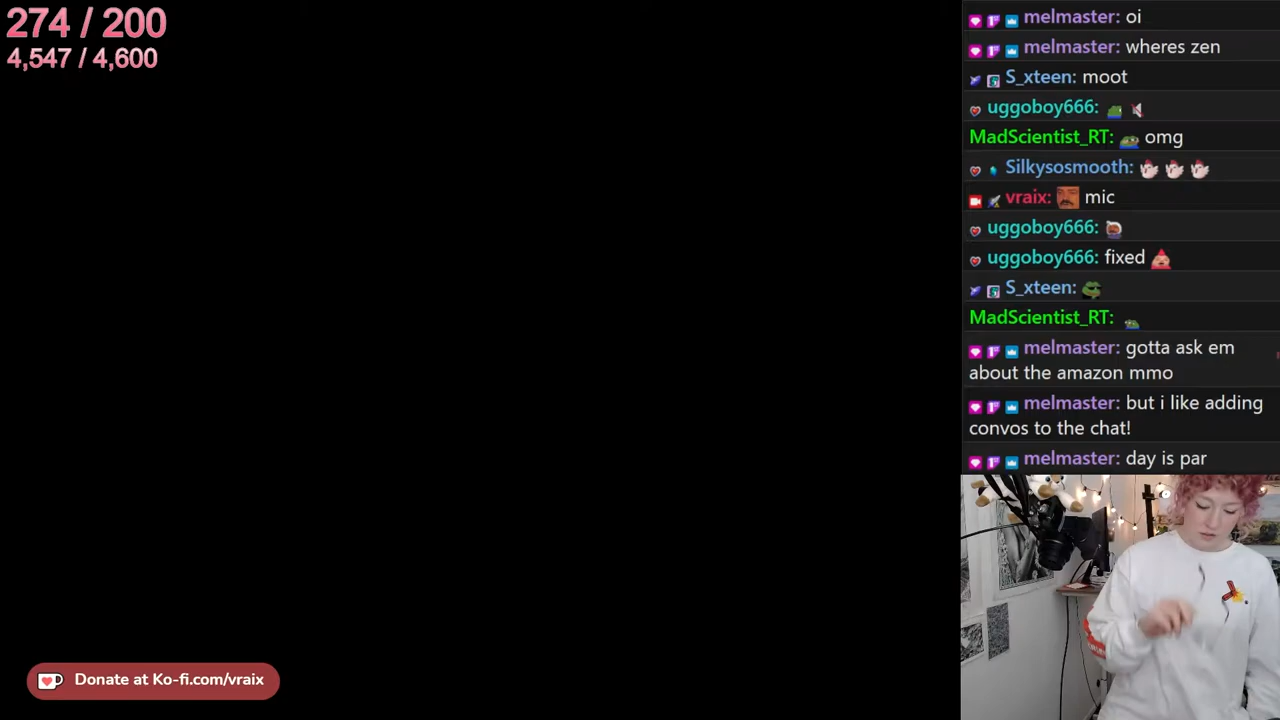 274 / 200
4,547 / 4,600
melmaster: oi
melmaster: wheres zen
S_xteen: moot
uggoboy666:
MadScientist_RT: omg
Silkysosmooth:
vraix: mic
uggoboy666:
uggoboy666: fixed
S_xteen:
MadScientist_RT:
melmaster: gotta ask em
about the amazon mmo
melmaster: but i like adding
convos to the chat!
melmaster: day is par
Donate at Ko-fi.com/vraix